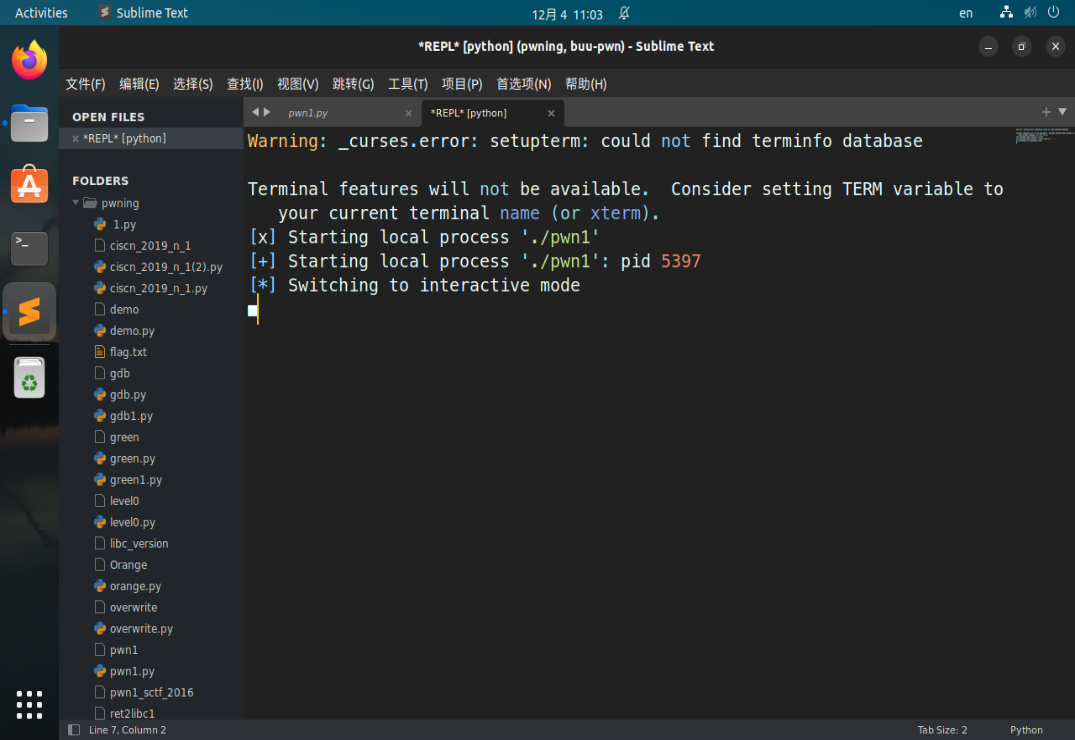 Activities
Sublime Text
12月 4 11:03
en
*REPL* [python] (pwning, buu-pwn) - Sublime Text
文件(F) 编辑(E) 选择(S) 查找(I) 视图(V) 跳转(G) 工具(T) 项目(P) 首选项(N) 帮助(H)
OPEN FILES
*REPL* [python]
FOLDERS
pwning
1.py
ciscn_2019_n_1
ciscn_2019_n_1(2).py
ciscn_2019_n_1.py
demo
demo.py
flag.txt
gdb
gdb.py
gdb1.py
green
green.py
green1.py
level0
level0.py
libc_version
Orange
orange.py
overwrite
overwrite.py
pwn1
pwn1.py
pwn1_sctf_2016
ret2libc1
pwn1.py
*REPL* [python]
Warning: _curses.error: setupterm: could not find terminfo database
Terminal features will not be available.  Consider setting TERM variable to
your current terminal name (or xterm).
[x] Starting local process './pwn1'
[+] Starting local process './pwn1': pid 5397
[*] Switching to interactive mode
Line 7, Column 2
Tab Size: 2
Python